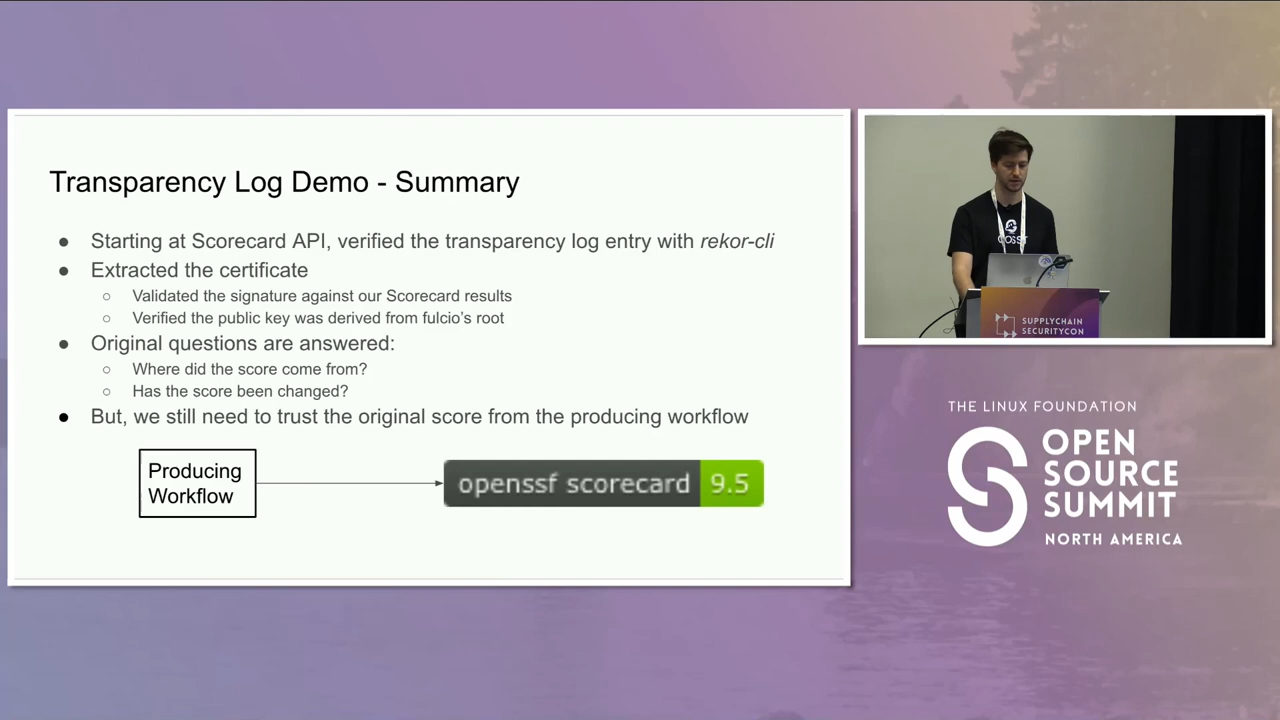 Transparency Log Demo - Summary
● Starting at Scorecard API, verified the transparency log entry with rekor-cli
● Extracted the certificate
○ Validated the signature against our Scorecard results
○ Verified the public key was derived from fulcio's root
● Original questions are answered:
○ Where did the score come from?
○ Has the score been changed?
● But, we still need to trust the original score from the producing workflow
Producing
Workflow
openssf scorecard 9.5
SUPPLYCHAIN
SECURITYCON
THE LINUX FOUNDATION
OPEN
SOURCE
SUMMIT
NORTH AMERICA